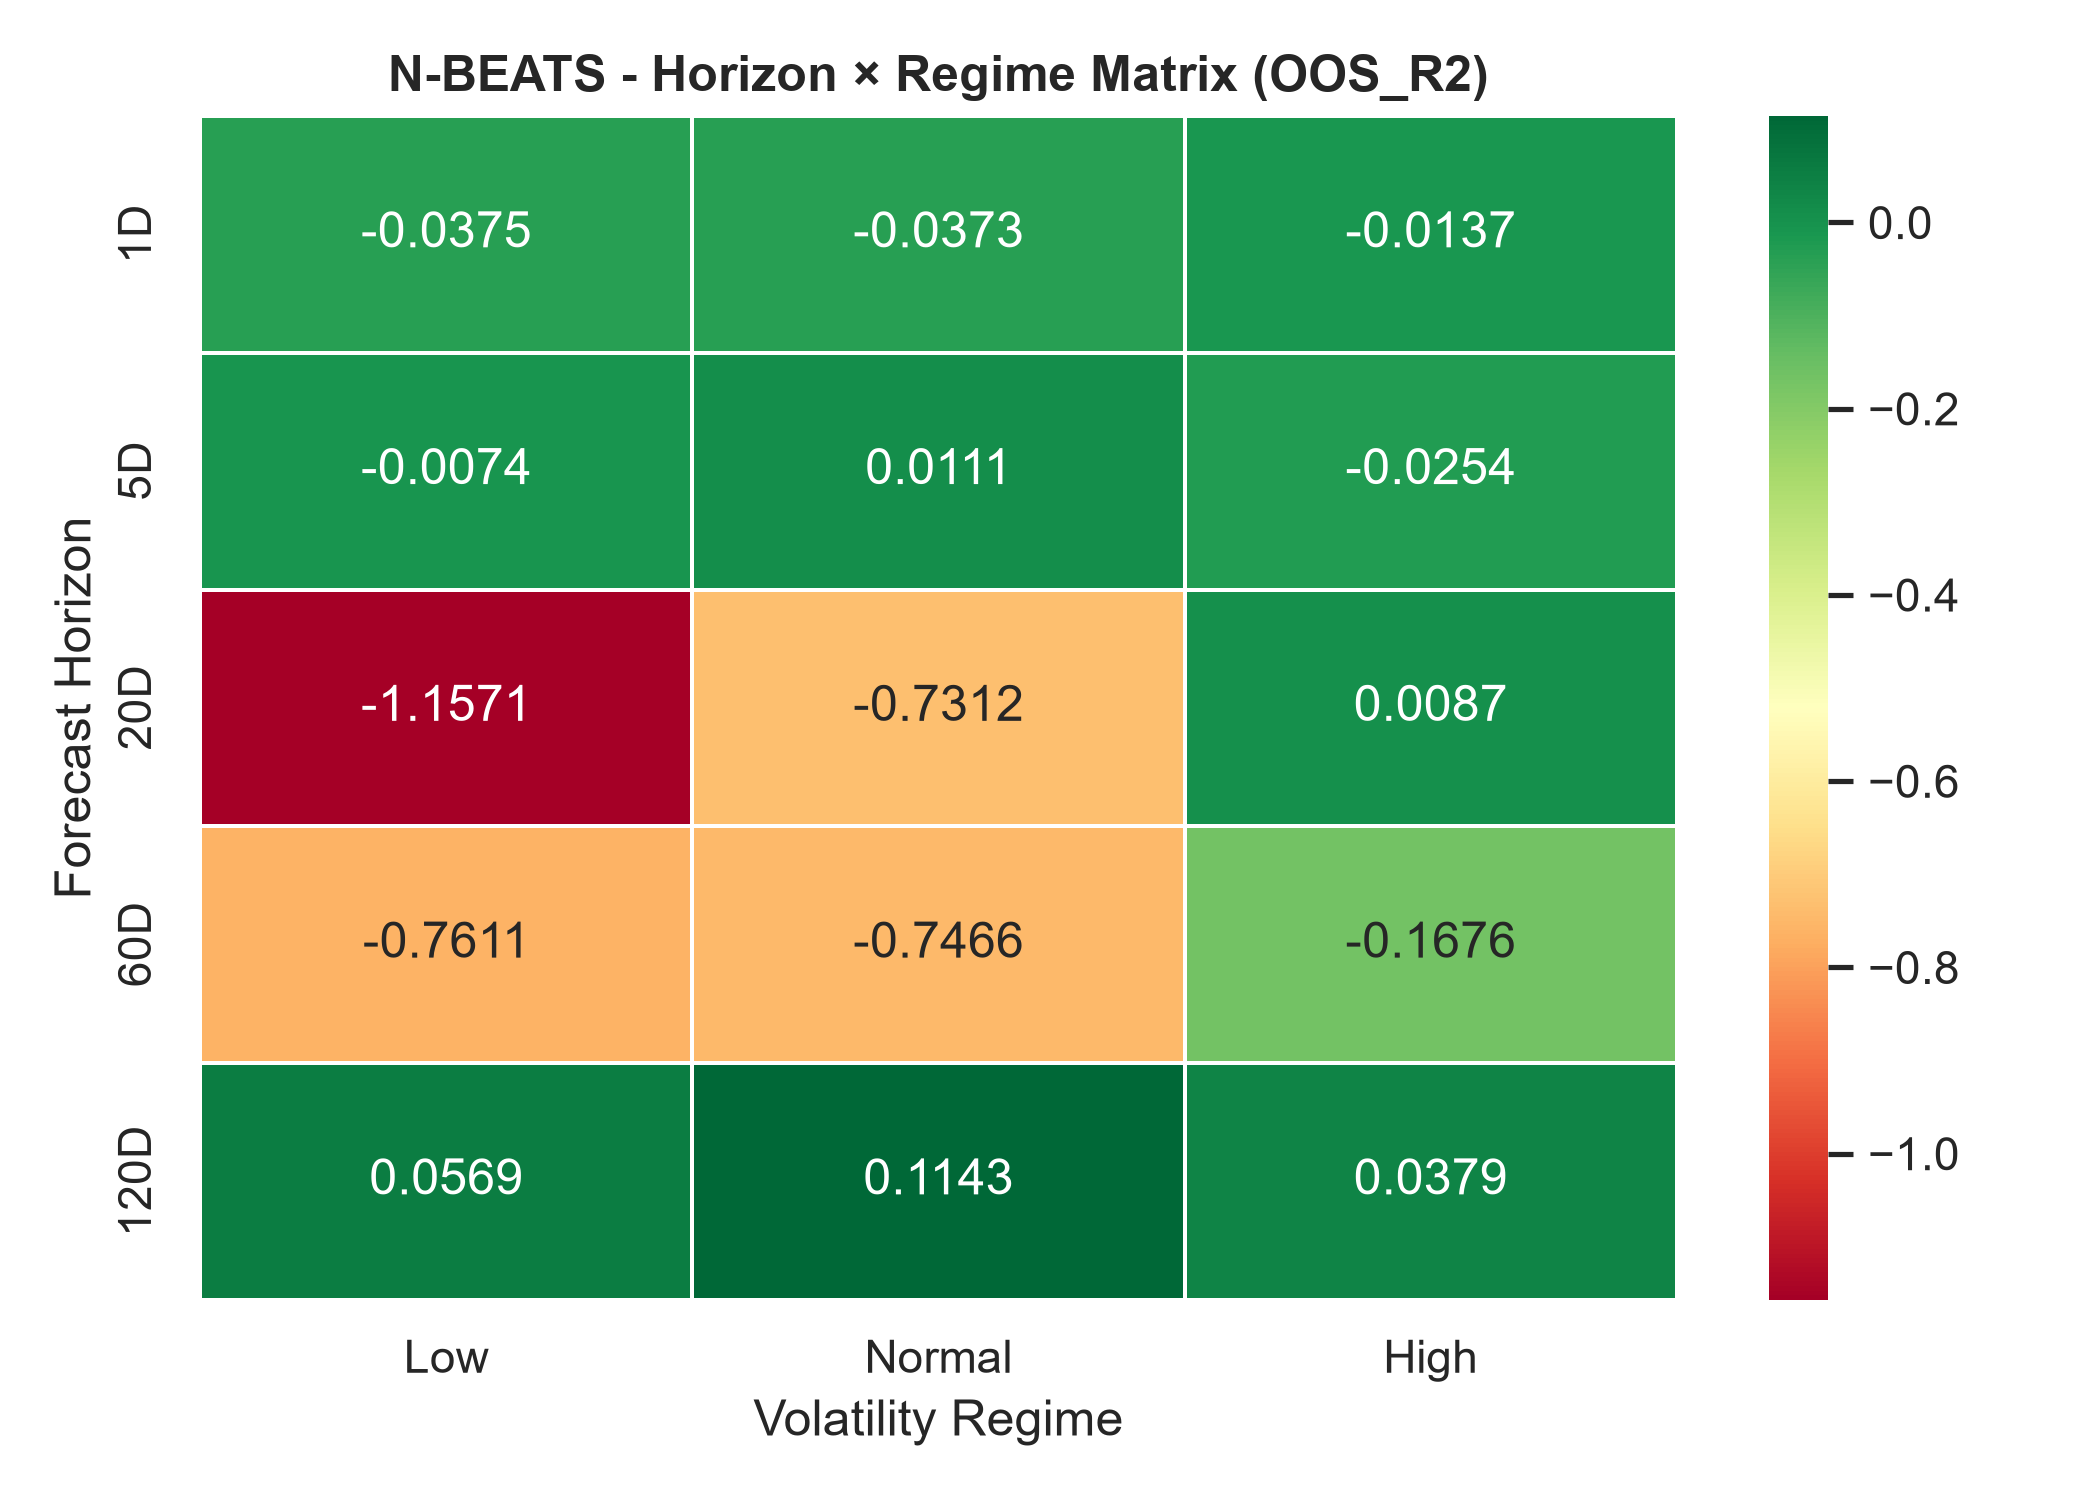 N-BEATS - Horizon × Regime Matrix (OOS_R2)
Forecast Horizon
1D
-0.0375 -0.0373 -0.0137
5D
-0.0074 0.0111 -0.0254
20D
-1.1571 -0.7312 0.0087
60D
-0.7611 -0.7466 -0.1676
120D
0.0569 0.1143 0.0379
Low Normal High
Volatility Regime
0.0
−0.2
−0.4
−0.6
−0.8
−1.0